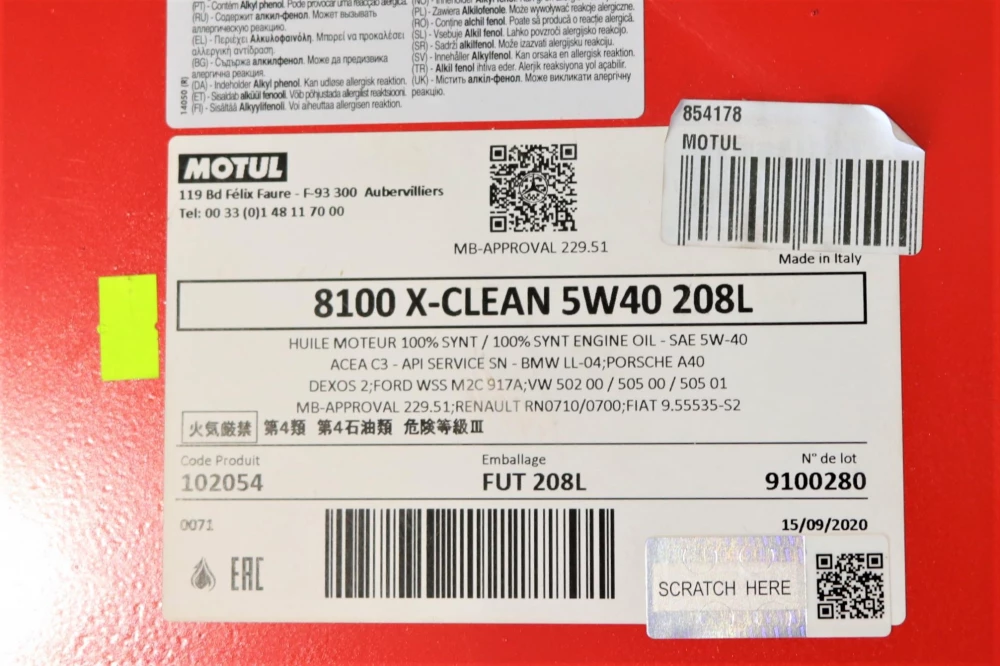 (PT) - Contém Alkyl phenol. Pode provocar uma reacção alérgica.
(RU) - Содержит алкил-фенол. Может вызывать
аллергическую реакцию.
(EL) - Περιέχει Αλκυλοφαινόλη. Μπορεί να προκαλέσει
αλλεργική αντίδραση.
(BG) - Съдържа алкилфенол. Може да предизвика
алергична реакция.
(DA) - Indeholder Alkyl phenol. Kan udløse allergisk reaktion.
(ET) - Sisaldab alküül fenooli. Võib põhjustada allergilist reaktsiooni.
(FI) - Sisältää Alkyylifenoli. Voi aiheuttaa allergisen reaktion.
14050 (R)
(PL) - Zawiera Alkilofenole. Może wywoływać reakcje alergiczne.
(RO) - Conține alchil fenol. Poate să producă o reacție alergică.
(SL) - Vsebuje Alkil fenol. Lahko povzroči alergijsko reakcijo.
(SR) - Sadrži alkilfenol. Može izazvati alergijsku reakciju.
(SV) - Innehåller Alkylfenol. Kan orsaka en allergisk reaktion.
(TR) - Alkil fenol ihtiva eder. Alerjik reaksiyona yol açabilir.
(UK) - Містить алкіл-фенол. Може викликати алергічну
реакцію.
854178
MOTUL
MOTUL
119 Bd Félix Faure - F-93 300 Aubervilliers
Tel: 00 33 (0)1 48 11 70 00
MB-APPROVAL 229.51
Made in Italy
8100 X-CLEAN 5W40 208L
HUILE MOTEUR 100% SYNT / 100% SYNT ENGINE OIL - SAE 5W-40
ACEA C3 - API SERVICE SN - BMW LL-04;PORSCHE A40
DEXOS 2;FORD WSS M2C 917A;VW 502 00 / 505 00 / 505 01
MB-APPROVAL 229.51;RENAULT RN0710/0700;FIAT 9.55535-S2
火気厳禁 第4類 第4石油類 危険等級Ⅲ
Code Produit Emballage N° de lot
102054 FUT 208L 9100280
0071 15/09/2020
EAC
SCRATCH HERE